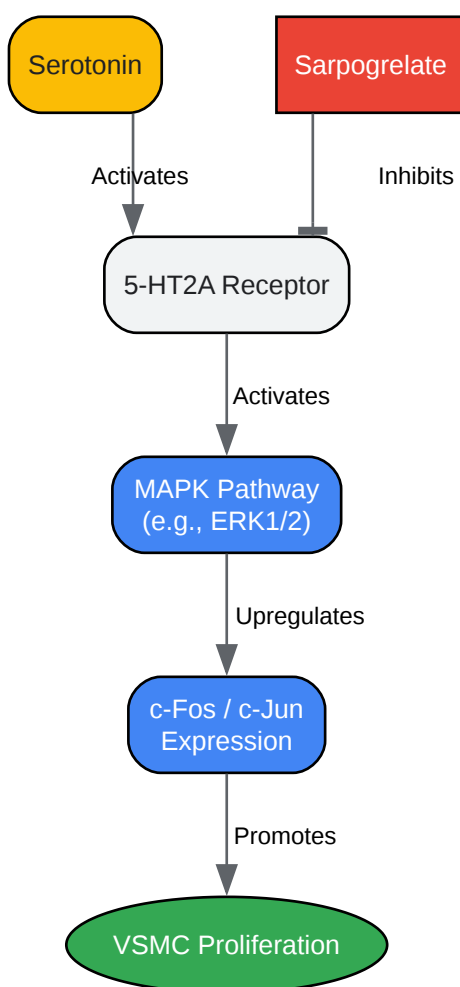 Serotonin
Sarpogrelate
Activates
Inhibits
5-HT2A Receptor
Activates
MAPK Pathway
(e.g., ERK1/2)
Upregulates
c-Fos / c-Jun
Expression
Promotes
VSMC Proliferation